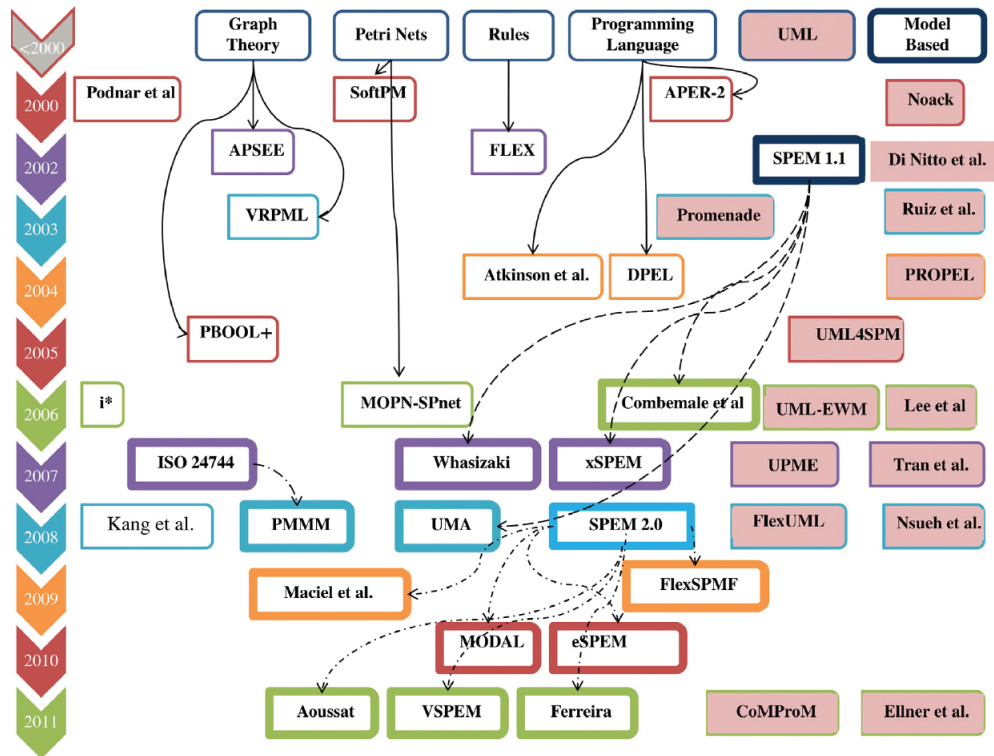 <2000
Graph
Theory
Petri Nets
Rules
Programming
Language
UML
Model
Based
2000
Podnar et al
SoftPM
APER-2
Noack
2002
APSEE
FLEX
SPEM 1.1
Di Nitto et al.
2003
VRPML
Promenade
Ruiz et al.
2004
Atkinson et al.
DPEL
PROPEL
2005
PBOOL+
UML4SPM
2006
i*
MOPN-SPnet
Combemale et al
UML-EWM
Lee et al
2007
ISO 24744
Whasizaki
xSPEM
UPME
Tran et al.
2008
Kang et al.
PMMM
UMA
SPEM 2.0
FlexUML
Nsueh et al.
2009
Maciel et al.
FlexSPMF
2010
MODAL
eSPEM
2011
Aoussat
VSPEM
Ferreira
CoMProM
Ellner et al.